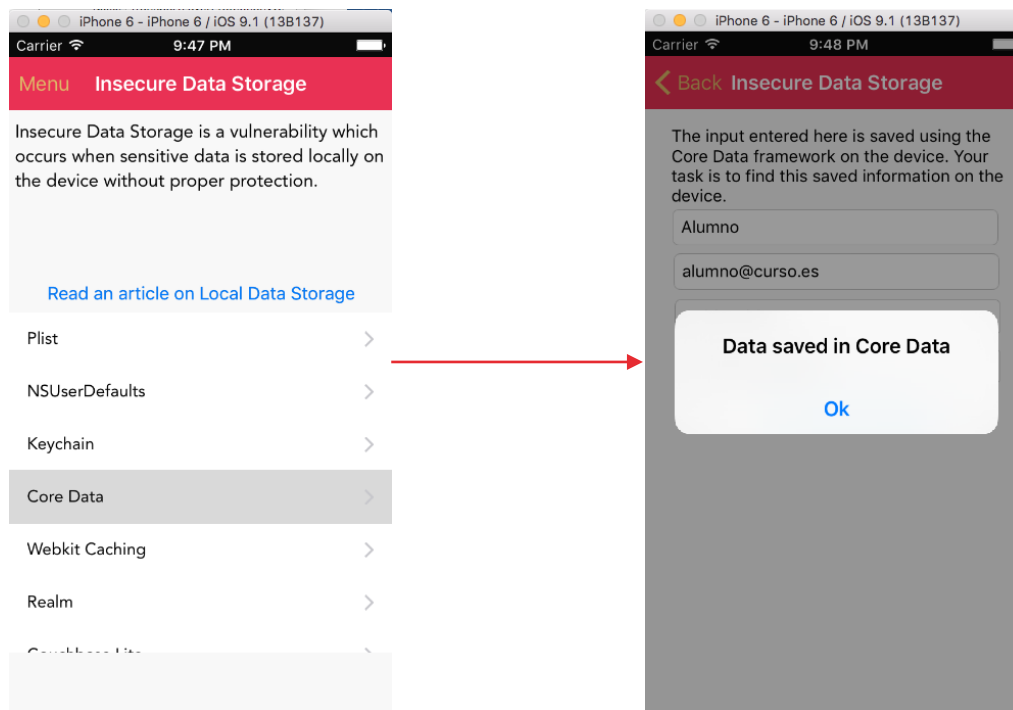 iPhone 6 - iPhone 6 / iOS 9.1 (13B137)
Carrier 9:47 PM
Menu Insecure Data Storage
Insecure Data Storage is a vulnerability which
occurs when sensitive data is stored locally on
the device without proper protection.
Read an article on Local Data Storage
Plist
NSUserDefaults
Keychain
Core Data
Webkit Caching
Realm
iPhone 6 - iPhone 6 / iOS 9.1 (13B137)
Carrier 9:48 PM
Back Insecure Data Storage
The input entered here is saved using the
Core Data framework on the device. Your
task is to find this saved information on the
device.
Alumno
alumno@curso.es
Data saved in Core Data
Ok